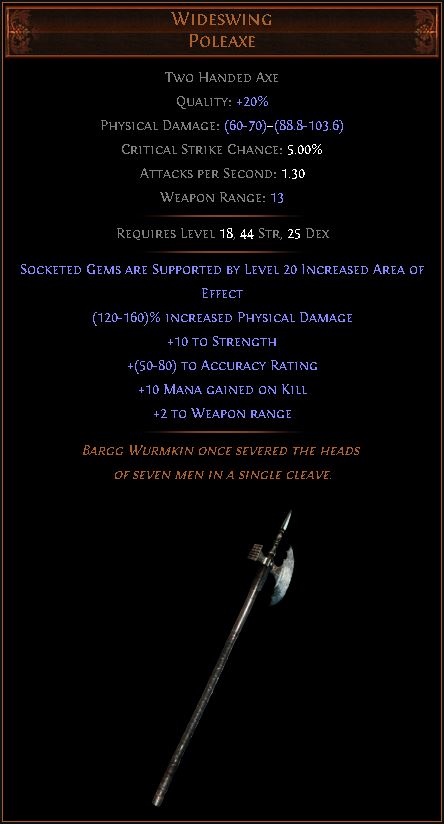 Wideswing
Poleaxe
Two Handed Axe
Quality: +20%
Physical Damage: (60-70)–(88.8-103.6)
Critical Strike Chance: 5.00%
Attacks per Second: 1.30
Weapon Range: 13
Requires Level 18, 44 Str, 25 Dex
Socketed Gems are Supported by Level 20 Increased Area of
Effect
(120-160)% increased Physical Damage
+10 to Strength
+(50-80) to Accuracy Rating
+10 Mana gained on Kill
+2 to Weapon range
Bargg Wurmkin once severed the heads
of seven men in a single cleave.